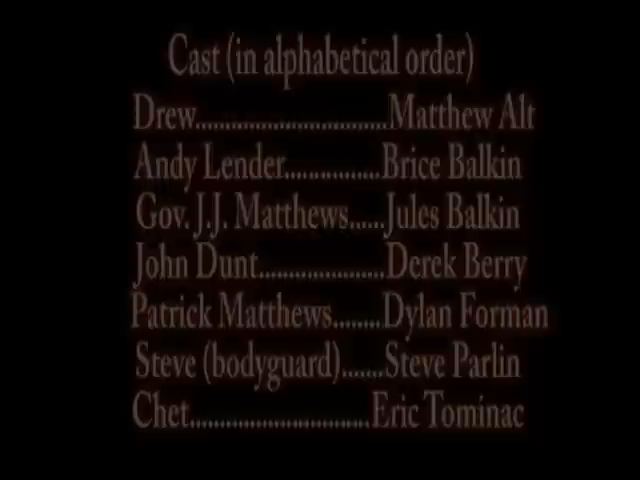 Cast (in alphabetical order)
Drew................................Matthew Alt
Andy Lender................Brice Balkin
Gov. J.J. Matthews......Jules Balkin
John Dunt.....................Derek Berry
Patrick Matthews........Dylan Forman
Steve (bodyguard).......Steve Parlin
Chet..............................Eric Tominac